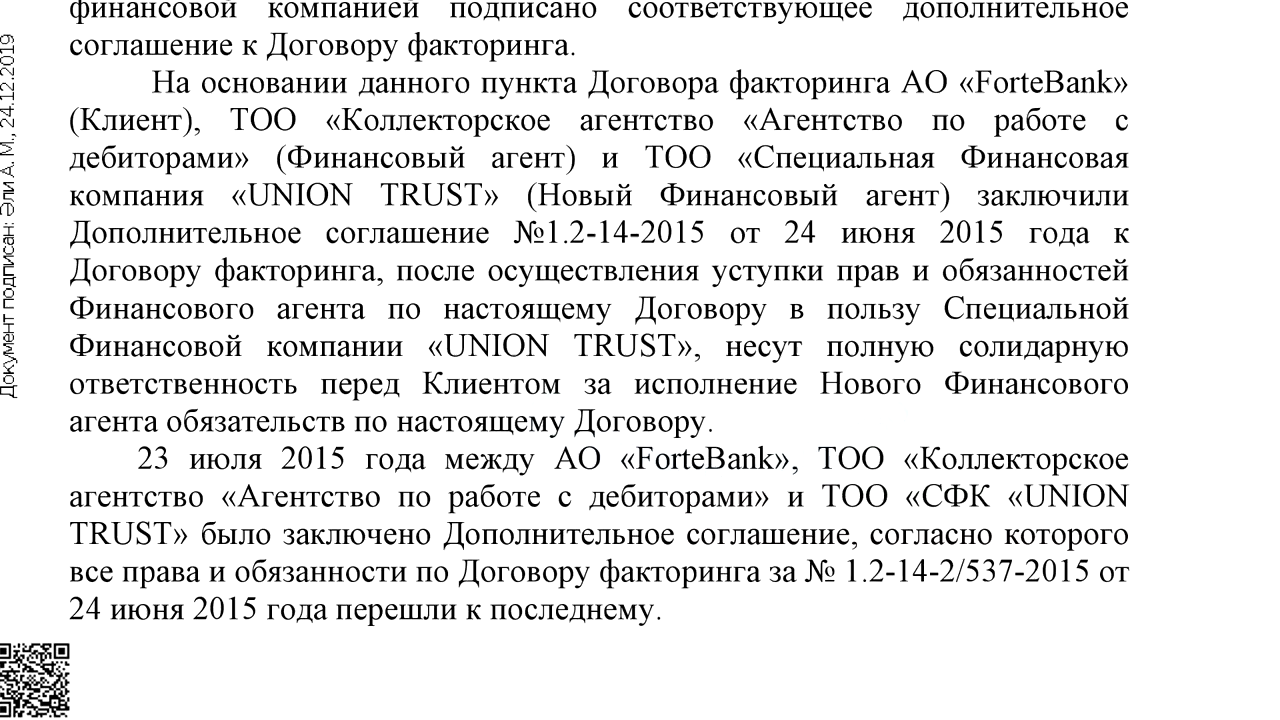 финансовой компанией подписано соответствующее дополнительное
соглашение к Договору факторинга.
На основании данного пункта Договора факторинга АО «ForteBank»
(Клиент), ТОО «Коллекторское агентство «Агентство по работе с
дебиторами» (Финансовый агент) и ТОО «Специальная Финансовая
компания «UNION TRUST» (Новый Финансовый агент) заключили
Дополнительное соглашение №1.2-14-2015 от 24 июня 2015 года к
Договору факторинга, после осуществления уступки прав и обязанностей
Финансового агента по настоящему Договору в пользу Специальной
Финансовой компании «UNION TRUST», несут полную солидарную
ответственность перед Клиентом за исполнение Нового Финансового
агента обязательств по настоящему Договору.
23 июля 2015 года между АО «ForteBank», ТОО «Коллекторское
агентство «Агентство по работе с дебиторами» и ТОО «СФК «UNION
TRUST» было заключено Дополнительное соглашение, согласно которого
все права и обязанности по Договору факторинга за № 1.2-14-2/537-2015 от
24 июня 2015 года перешли к последнему.
Документ подписан: Эли А. М., 24.12.2019